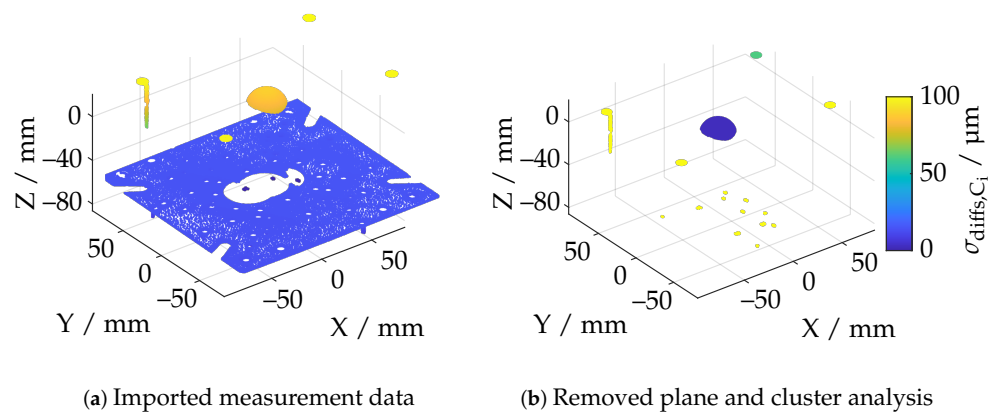 0
−40
−80
Z / mm
50
0
−50
Y / mm
−50
0
50
X / mm
(a) Imported measurement data
0
−40
−80
Z / mm
50
0
−50
Y / mm
−50
0
50
X / mm
100
50
0
σdiffs,Ci / μm
(b) Removed plane and cluster analysis